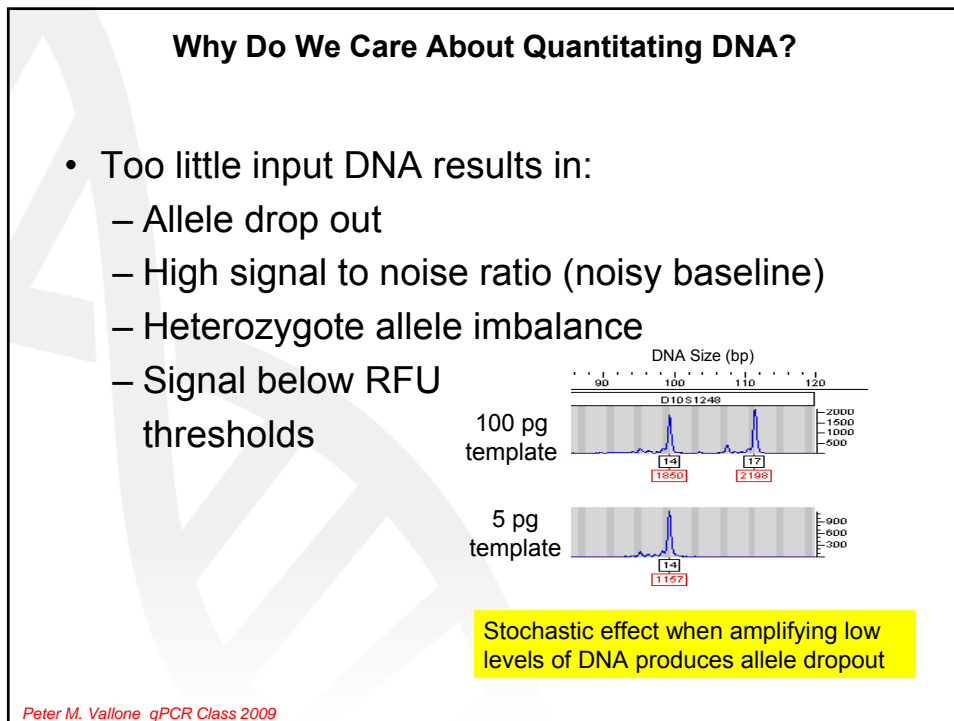 Why Do We Care About Quantitating DNA?
• Too little input DNA results in:
– Allele drop out
– High signal to noise ratio (noisy baseline)
– Heterozygote allele imbalance
– Signal below RFU
thresholds
DNA Size (bp)
90 100 110 120
D10S1248
100 pg
template
2000
1500
1000
500
14 17
1850 2198
5 pg
template
900
600
300
14
1157
Stochastic effect when amplifying low
levels of DNA produces allele dropout
Peter M. Vallone qPCR Class 2009